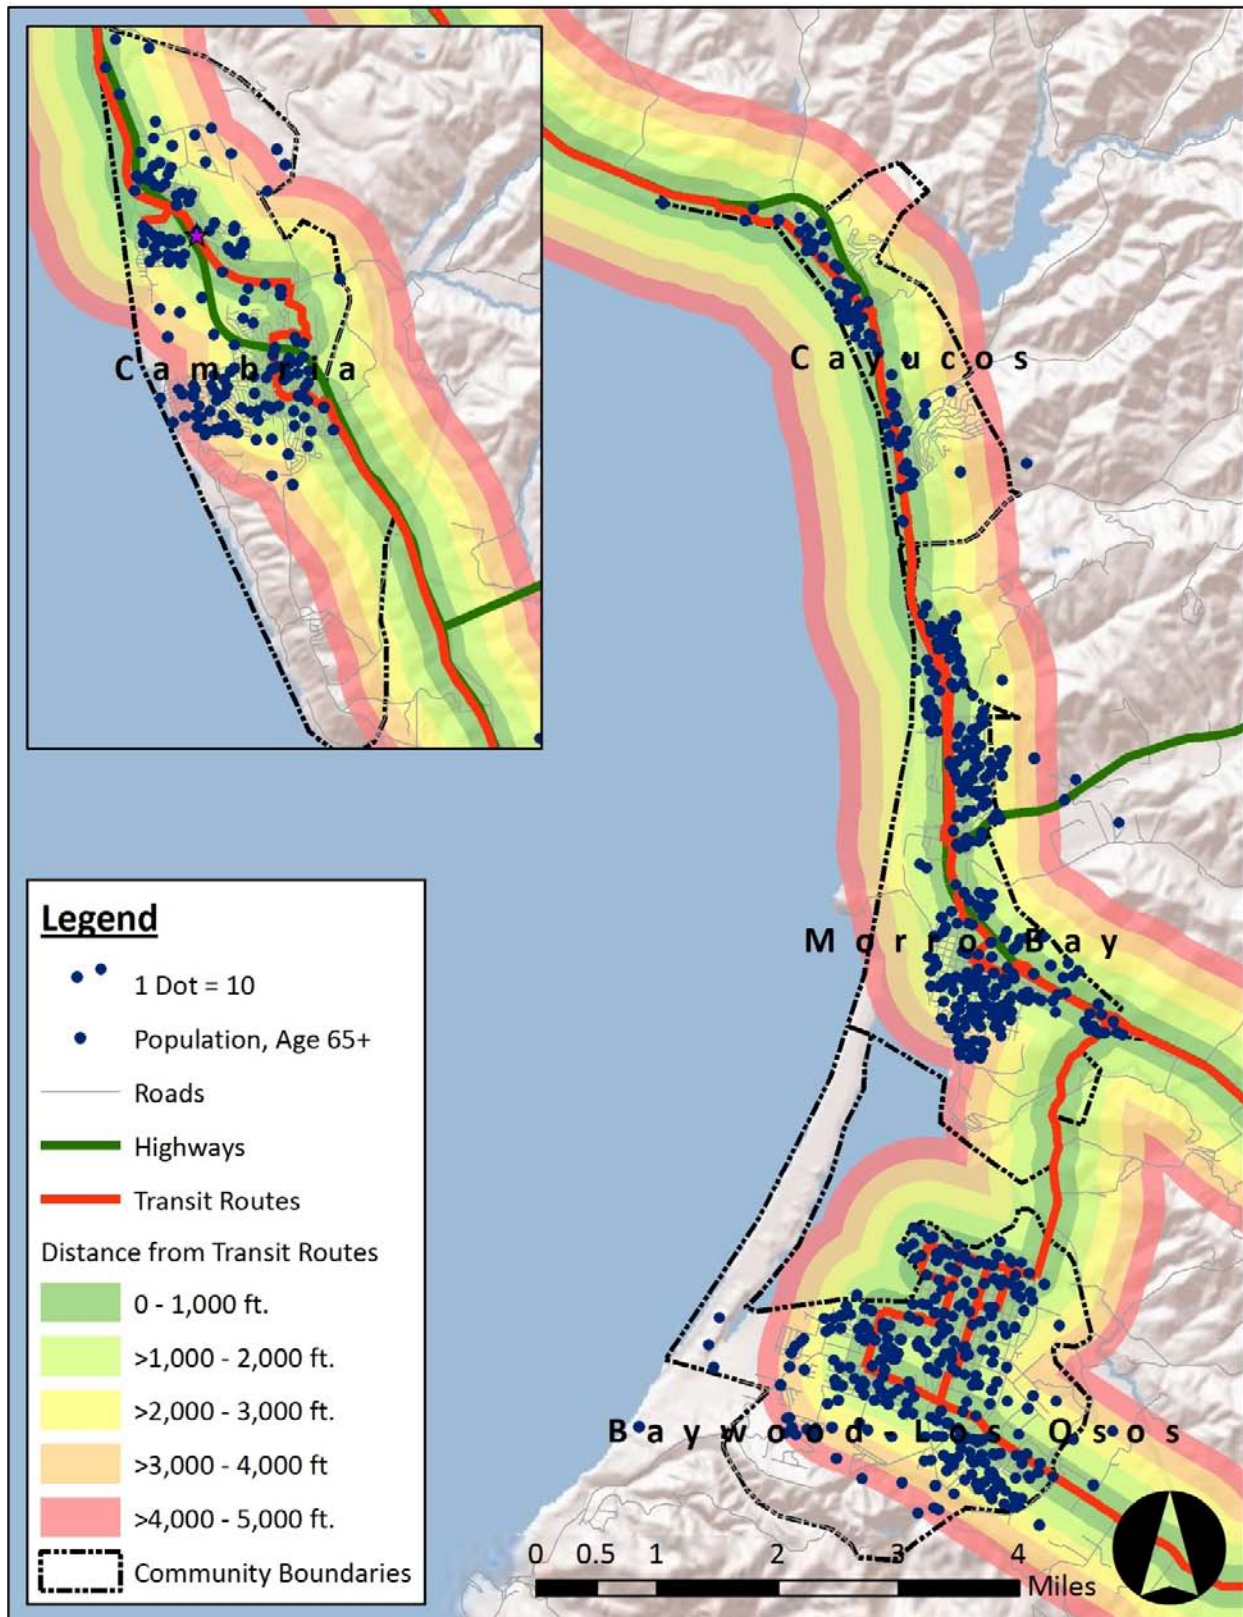 Cambria
Cayucos
Morro Bay
Baywood-Los Osos
Legend
1 Dot = 10
Population, Age 65+
Roads
Highways
Transit Routes
Distance from Transit Routes
0 - 1,000 ft.
>1,000 - 2,000 ft.
>2,000 - 3,000 ft.
>3,000 - 4,000 ft
>4,000 - 5,000 ft.
Community Boundaries
0 0.5 1 2 3 4
Miles